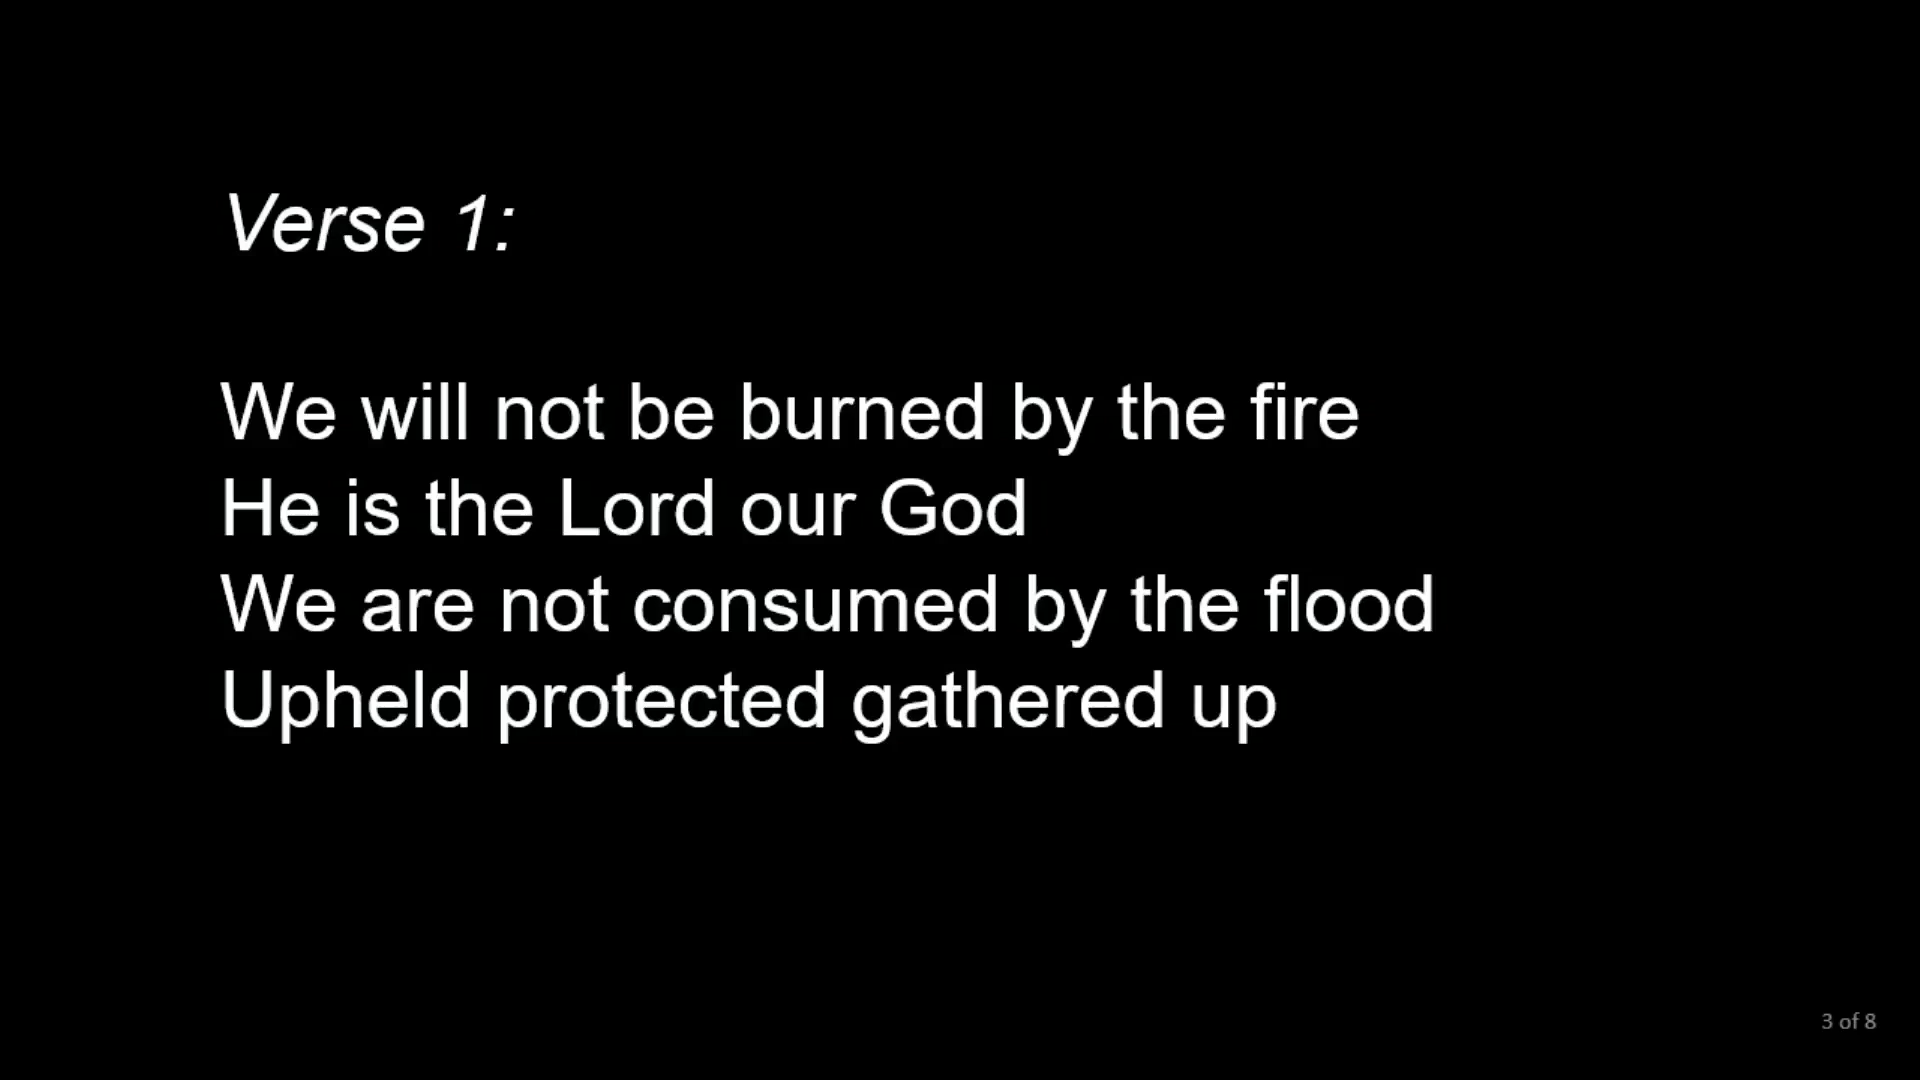 Verse 1:
We will not be burned by the fire
He is the Lord our God
We are not consumed by the flood
Upheld protected gathered up
3 of 8